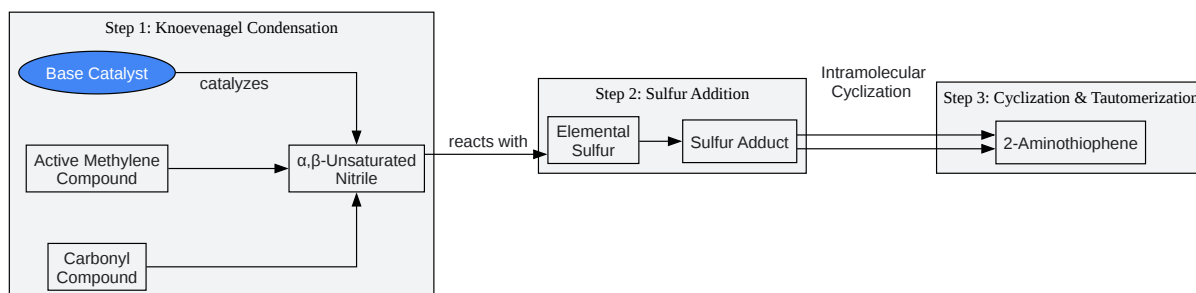 Step 1: Knoevenagel Condensation
Base Catalyst
catalyzes
Active Methylene
Compound
α,β-Unsaturated
Nitrile
Carbonyl
Compound
reacts with
Step 2: Sulfur Addition
Elemental
Sulfur
Sulfur Adduct
Intramolecular
Cyclization
Step 3: Cyclization & Tautomerization
2-Aminothiophene